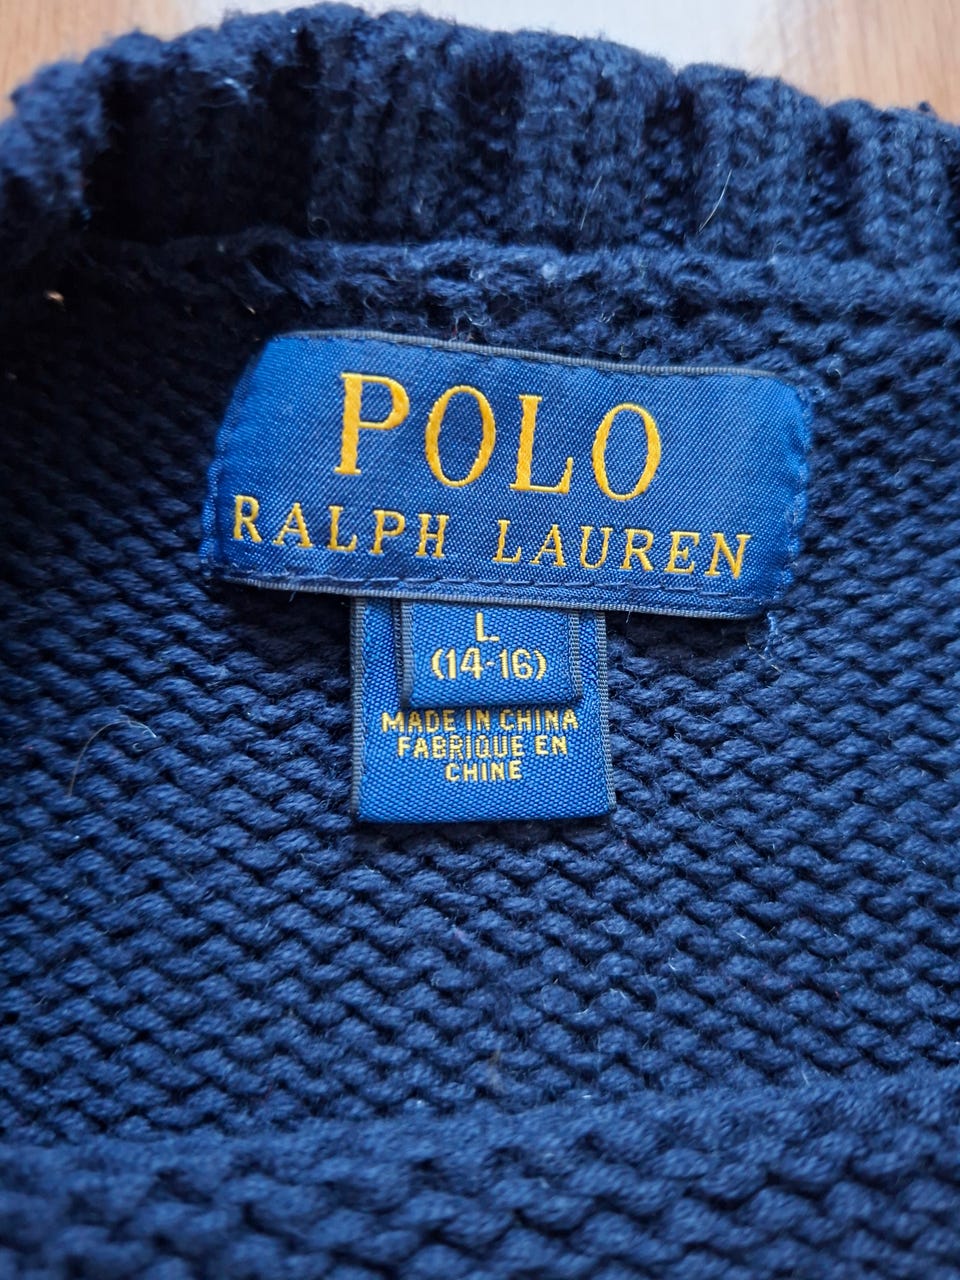 POLO
RALPH LAUREN
L
(14-16)
MADE IN CHINA
FABRIQUE EN
CHINE